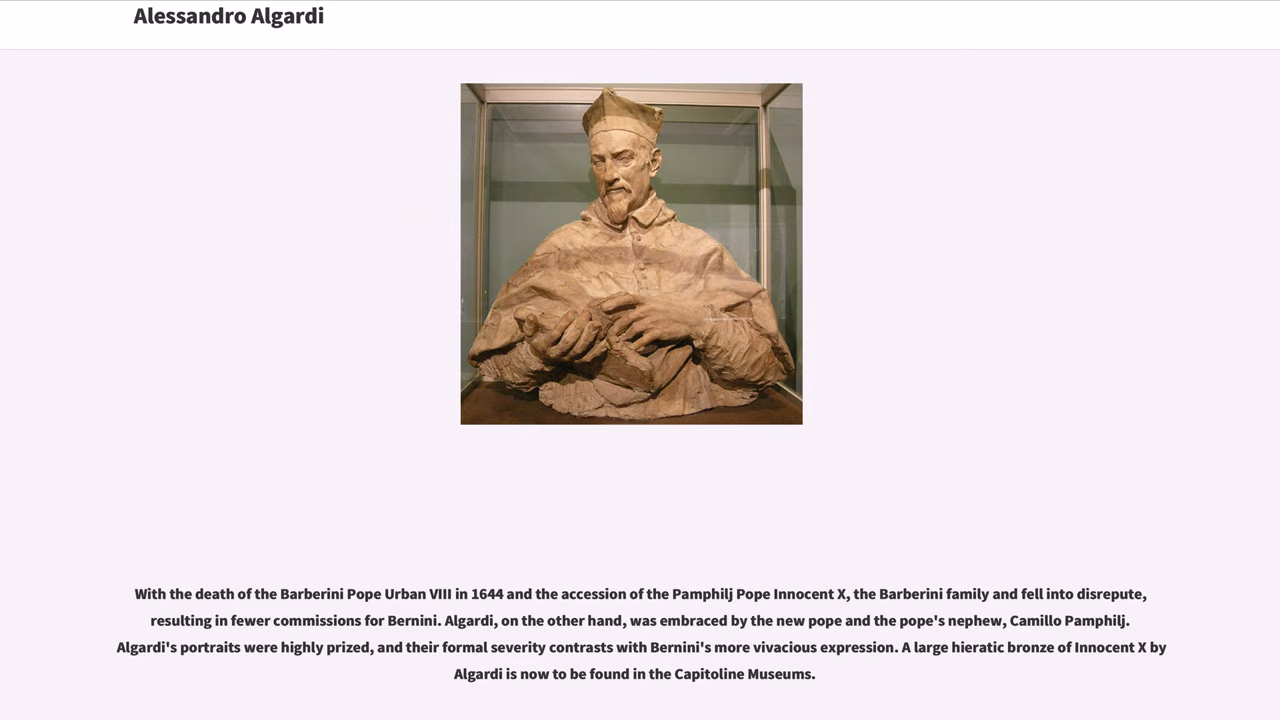 Alessandro Algardi
With the death of the Barberini Pope Urban VIII in 1644 and the accession of the Pamphilj Pope Innocent X, the Barberini family and fell into disrepute,
resulting in fewer commissions for Bernini. Algardi, on the other hand, was embraced by the new pope and the pope's nephew, Camillo Pamphilj.
Algardi's portraits were highly prized, and their formal severity contrasts with Bernini's more vivacious expression. A large hieratic bronze of Innocent X by
Algardi is now to be found in the Capitoline Museums.